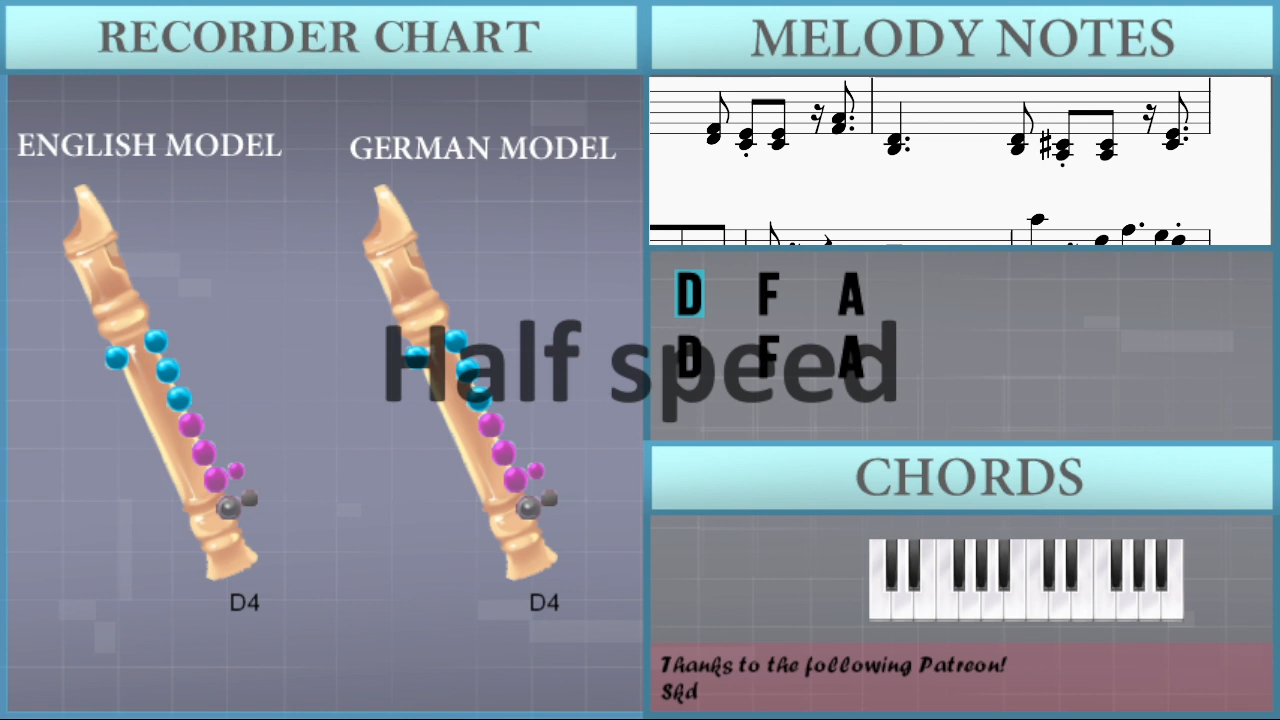 RECORDER CHART
MELODY NOTES
ENGLISH MODEL
GERMAN MODEL
D F A
D F A
Half speed
CHORDS
D4
D4
Thanks to the following Patreon!
Skd